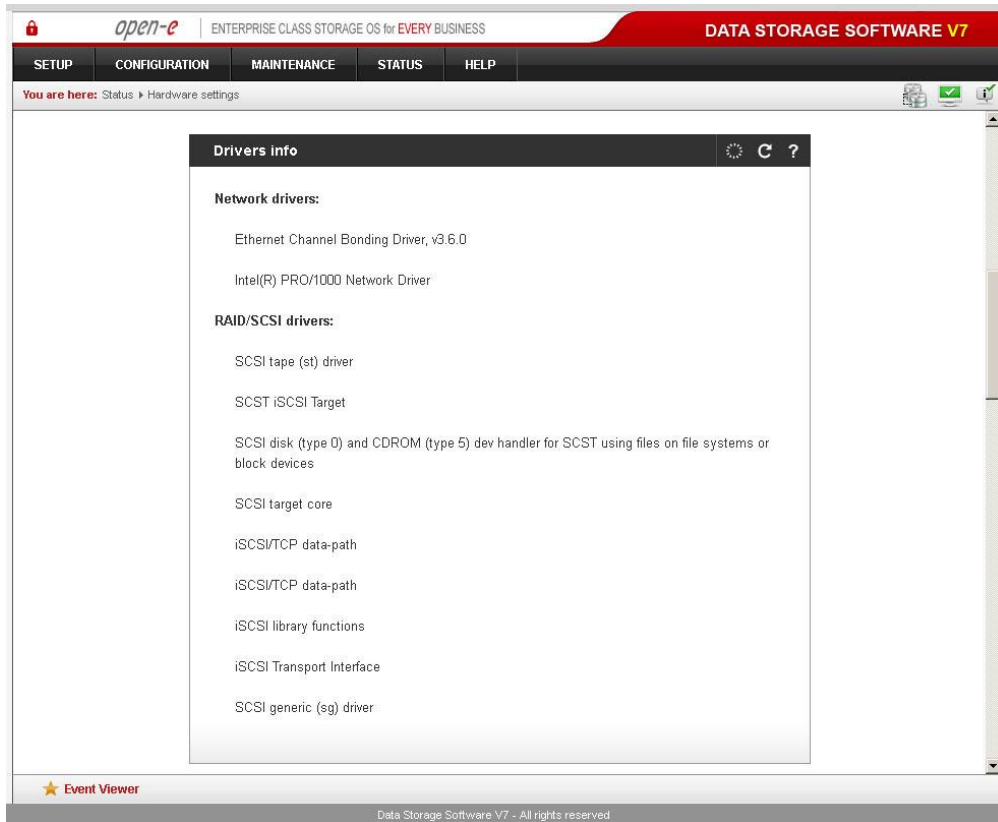 open-e ENTERPRISE CLASS STORAGE OS for EVERY BUSINESS DATA STORAGE SOFTWARE V7
SETUP CONFIGURATION MAINTENANCE STATUS HELP
You are here: Status Hardware settings
Drivers info ?
Network drivers:
Ethernet Channel Bonding Driver, v3.6.0
Intel(R) PRO/1000 Network Driver
RAID/SCSI drivers:
SCSI tape (st) driver
SCST iSCSI Target
SCSI disk (type 0) and CDROM (type 5) dev handler for SCST using files on file systems or
block devices
SCSI target core
iSCSI/TCP data-path
iSCSI/TCP data-path
iSCSI library functions
iSCSI Transport Interface
SCSI generic (sg) driver
Event Viewer
Data Storage Software V7 - All rights reserved